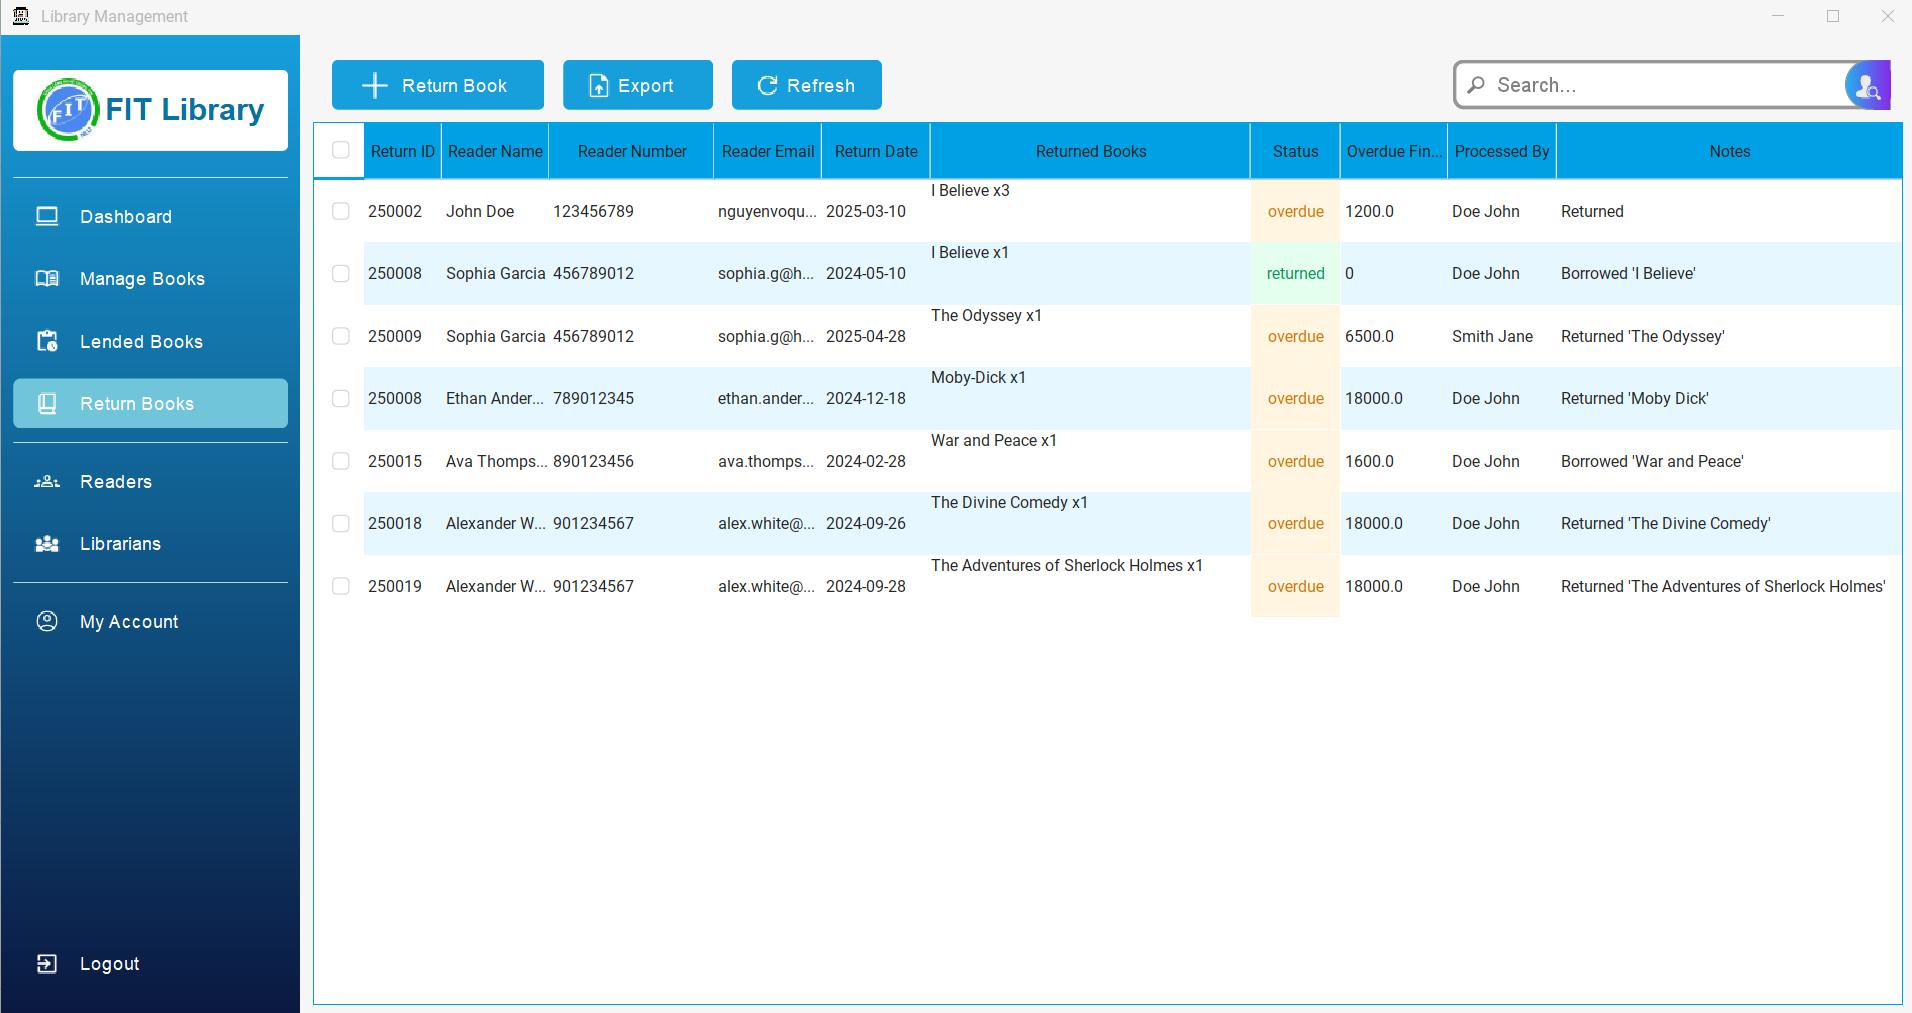 Library Management
FIT Library
Dashboard
Manage Books
Lended Books
Return Books
Readers
Librarians
My Account
Logout
Return Book Export Refresh Search...
Return ID Reader Name Reader Number Reader Email Return Date Returned Books Status Overdue Fin... Processed By Notes
250002 John Doe 123456789 nguyenvoqu... 2025-03-10 I Believe x3 overdue 1200.0 Doe John Returned
250008 Sophia Garcia 456789012 sophia.g@h... 2024-05-10 I Believe x1 returned 0 Doe John Borrowed 'I Believe'
250009 Sophia Garcia 456789012 sophia.g@h... 2025-04-28 The Odyssey x1 overdue 6500.0 Smith Jane Returned 'The Odyssey'
250008 Ethan Ander... 789012345 ethan.ander... 2024-12-18 Moby-Dick x1 overdue 18000.0 Doe John Returned 'Moby Dick'
250015 Ava Thomps... 890123456 ava.thomps... 2024-02-28 War and Peace x1 overdue 1600.0 Doe John Borrowed 'War and Peace'
250018 Alexander W... 901234567 alex.white@... 2024-09-26 The Divine Comedy x1 overdue 18000.0 Doe John Returned 'The Divine Comedy'
250019 Alexander W... 901234567 alex.white@... 2024-09-28 The Adventures of Sherlock Holmes x1 overdue 18000.0 Doe John Returned 'The Adventures of Sherlock Holmes'